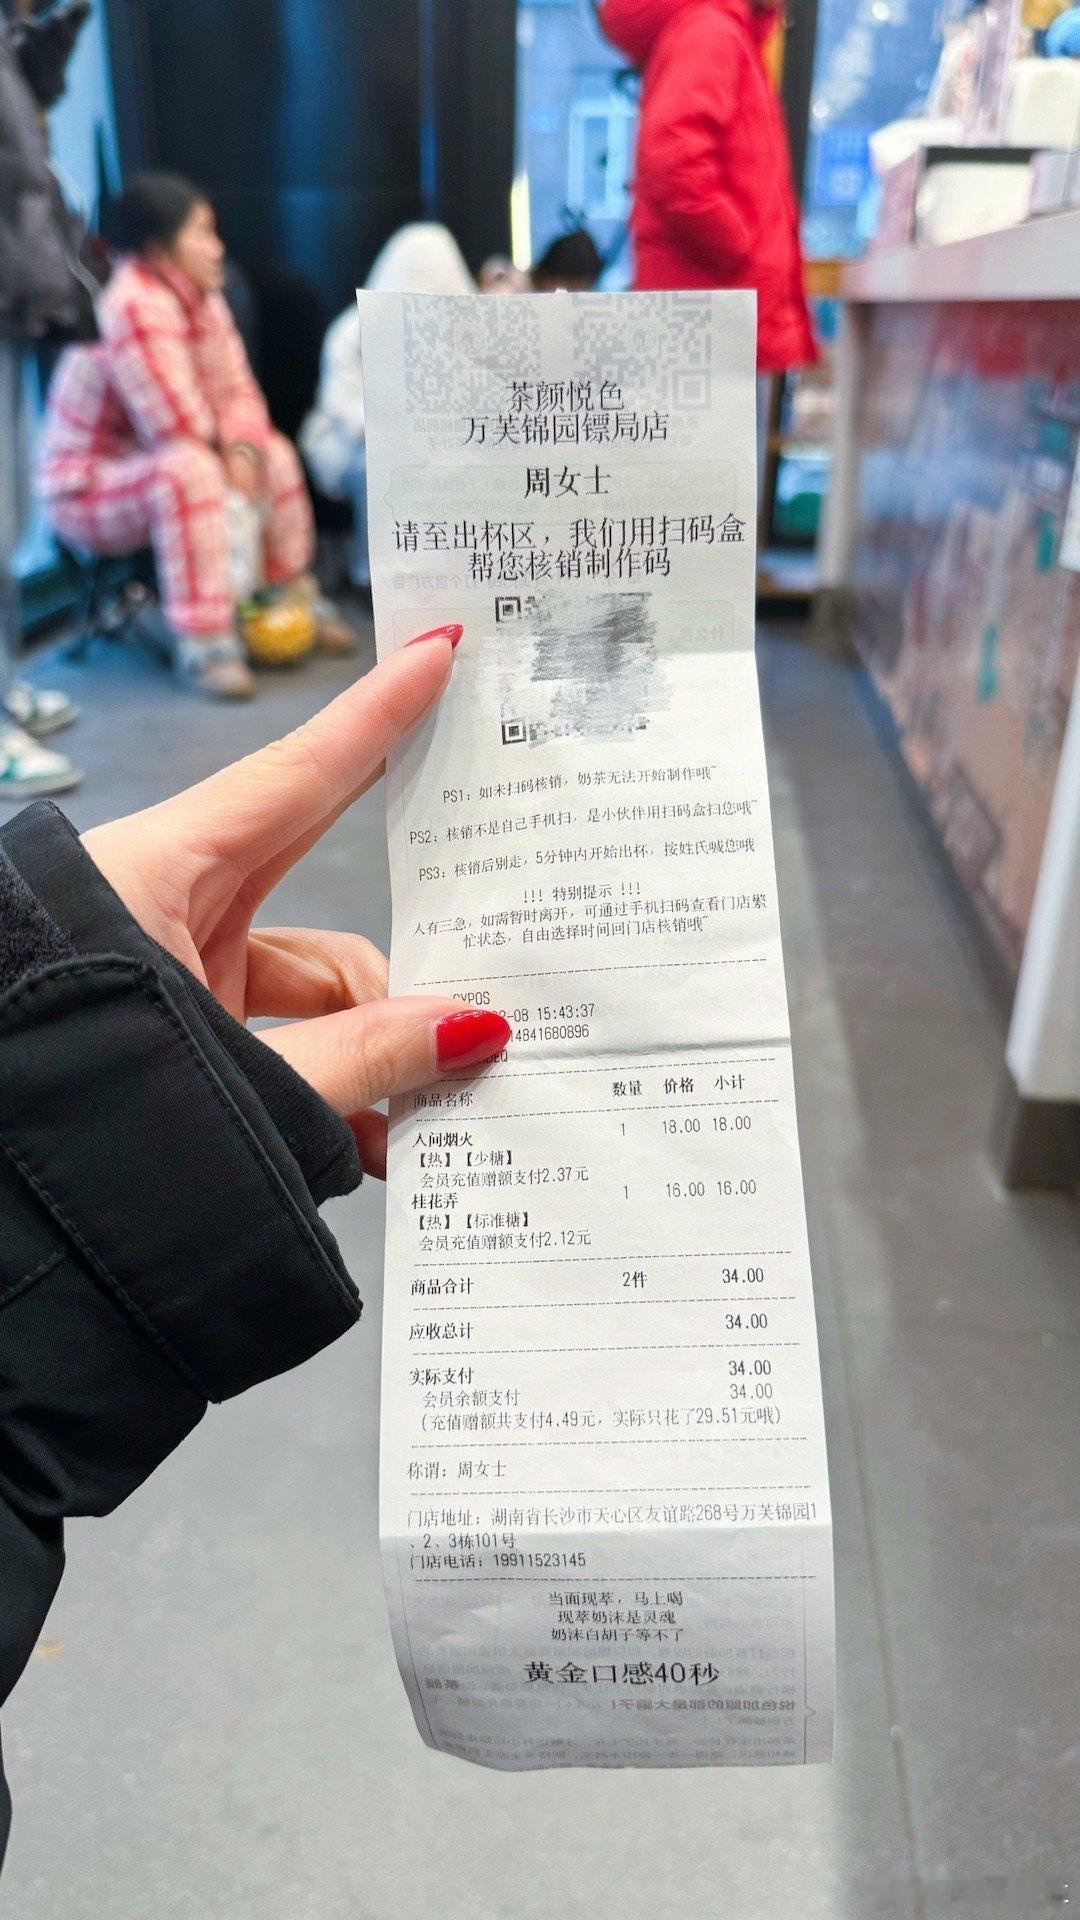 茶颜悦色
万芙锦园镖局店
周女士
请至出杯区，我们用扫码盒
帮您核销制作码
PS1：如未扫码核销，奶茶无法开始制作哦~
PS2：核销不是自己手机扫，是小伙伴用扫码盒扫您哦~
PS3：核销后别走，5分钟内开始出杯，按姓氏喊您哦
!!! 特别提示 !!!
人有三急，如需暂时离开，可通过手机扫码查看门店繁
忙状态，自由选择时间回门店核销哦~
CYPOS
-08 15:43:37
14841680896
商品名称 数量 价格 小计
人间烟火 1 18.00 18.00
【热】【少糖】
会员充值赠额支付2.37元
桂花弄 1 16.00 16.00
【热】【标准糖】
会员充值赠额支付2.12元
商品合计 2件 34.00
应收总计 34.00
实际支付 34.00
会员余额支付 34.00
(充值赠额共支付4.49元，实际只花了29.51元哦)
称谓：周女士
门店地址：湖南省长沙市天心区友谊路268号万芙锦园1
、2、3栋101号
门店电话：19911523145
当面现萃，马上喝
现萃奶沫是灵魂
奶沫白胡子等不了
黄金口感40秒